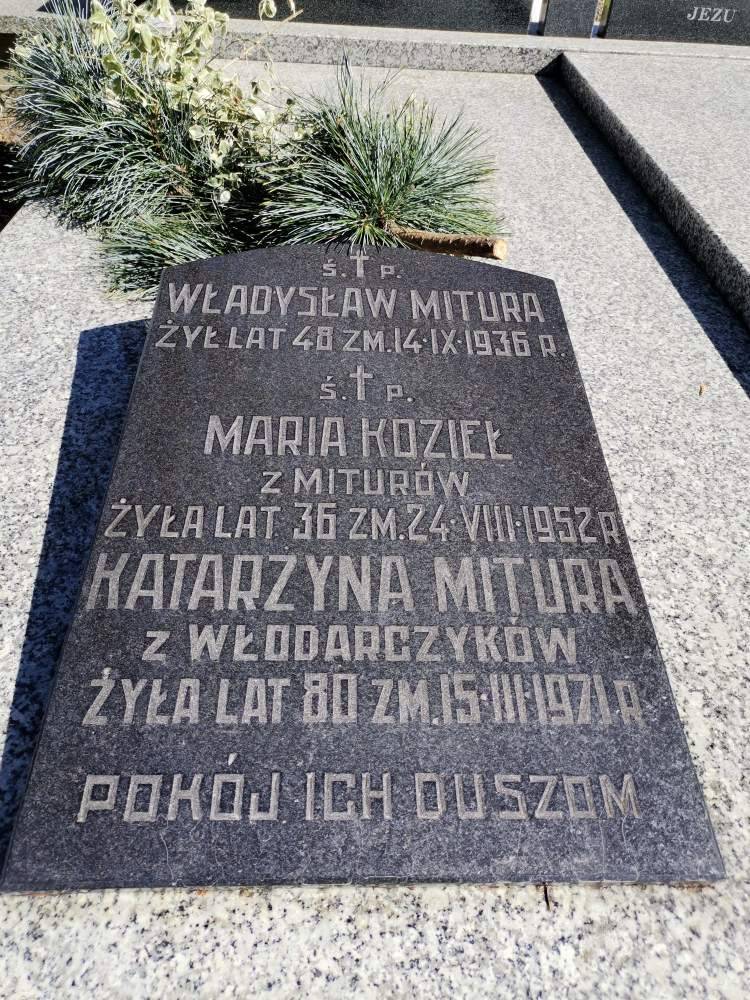 JEZU
Ś.†P.
WŁADYSŁAW MITURA
ŻYŁ LAT 48 ZM. 14·IX·1936 R.
Ś.†P.
MARIA KOZIEŁ
Z MITURÓW
ŻYŁA LAT. 36 ZM. 24·VIII·1952 R
KATARZYNA MITURA
Z WŁODARCZYKÓW
ŻYŁA LAT 80 ZM. 15·III·1971 R
POKÓJ ICH DUSZOM